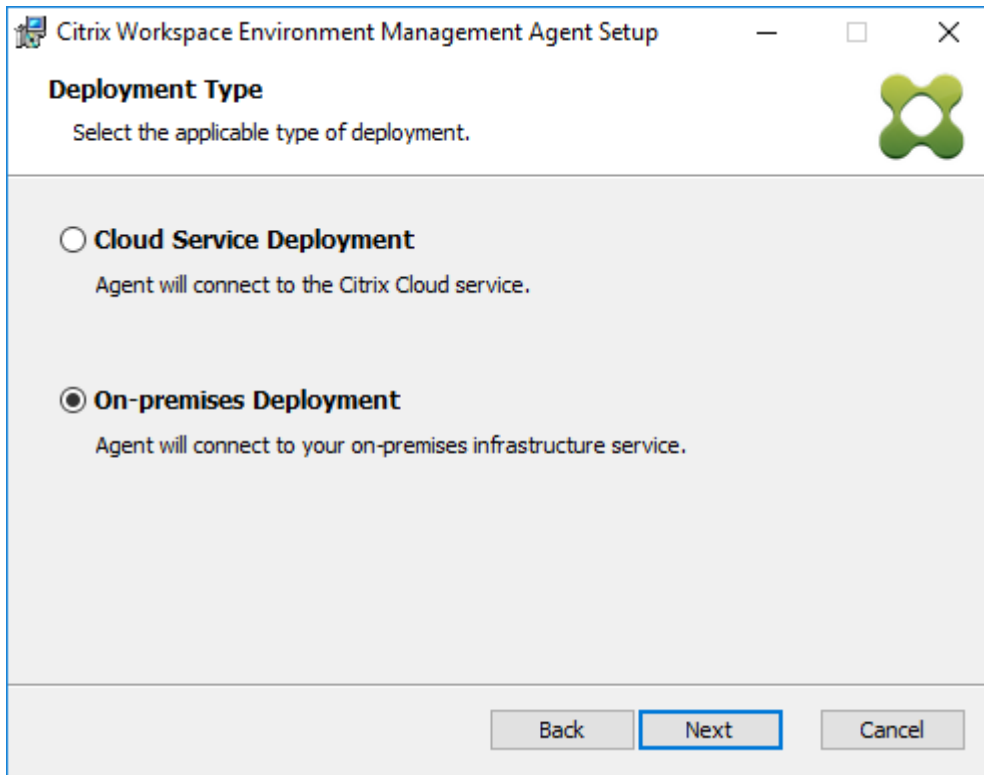 Citrix Workspace Environment Management Agent Setup
Deployment Type
Select the applicable type of deployment.
Cloud Service Deployment
Agent will connect to the Citrix Cloud service.
On-premises Deployment
Agent will connect to your on-premises infrastructure service.
Back Next Cancel